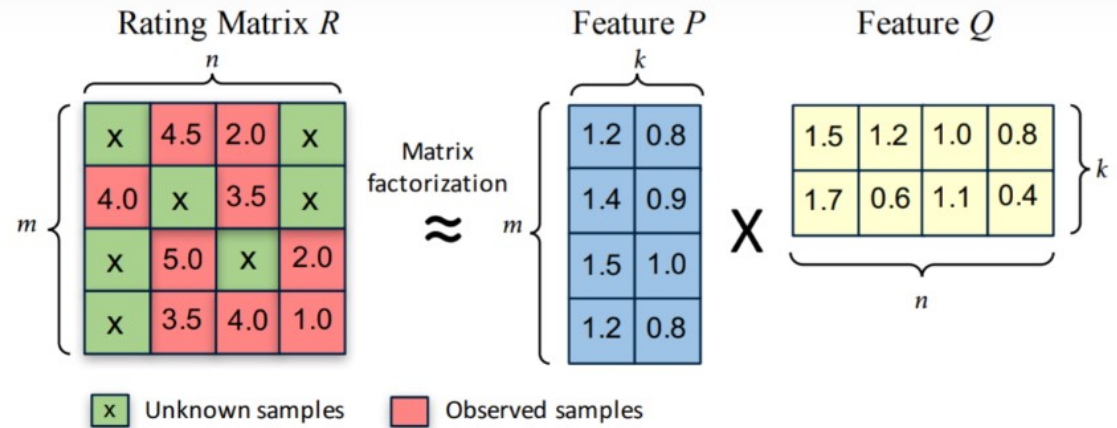 Rating Matrix R
Feature P
Feature Q
n
k
m
x 4.5 2.0 x
4.0 x 3.5 x
x 5.0 x 2.0
x 3.5 4.0 1.0
Matrix
factorization
≈
m
1.2 0.8
1.4 0.9
1.5 1.0
1.2 0.8
X
1.5 1.2 1.0 0.8
1.7 0.6 1.1 0.4
k
n
x Unknown samples
Observed samples